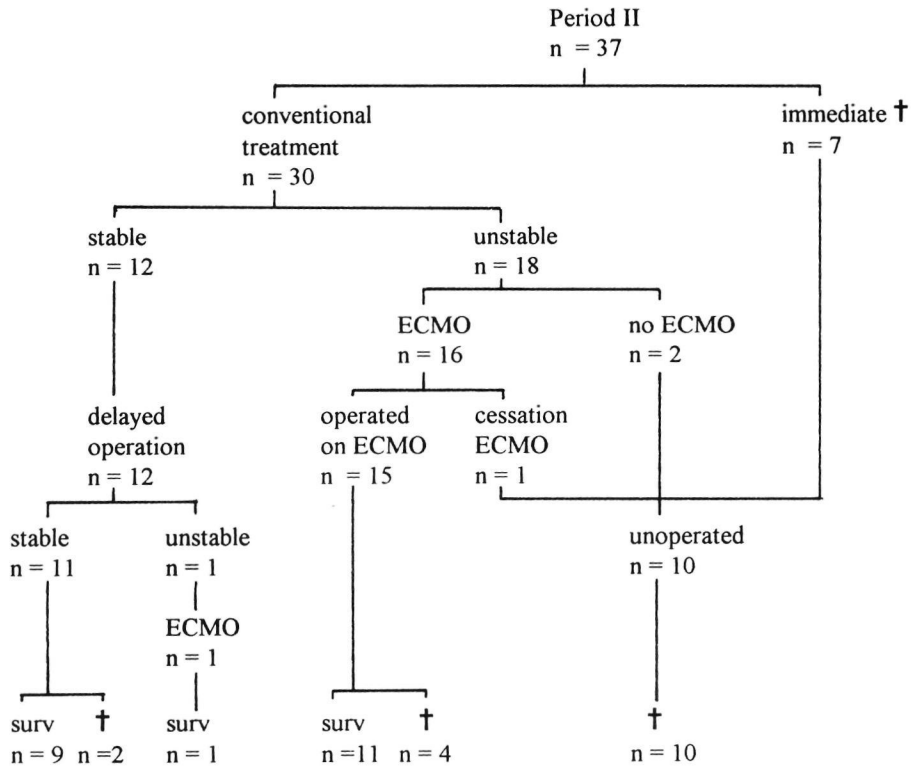 Period II
n = 37
conventional
treatment
n = 30
immediate †
n = 7
stable
n = 12
unstable
n = 18
ECMO
n = 16
no ECMO
n = 2
delayed
operation
n = 12
operated
on ECMO
n = 15
cessation
ECMO
n = 1
stable
n = 11
unstable
n = 1
unoperated
n = 10
ECMO
n = 1
surv
n = 9
†
n =2
surv
n = 1
surv
n =11
†
n = 4
†
n = 10